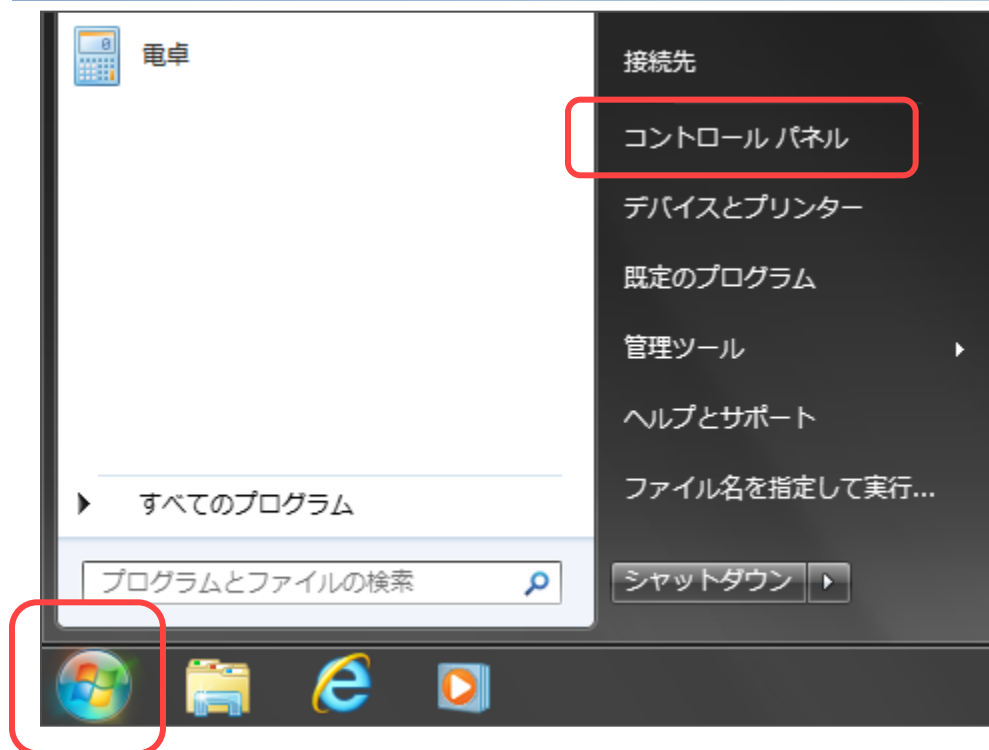 電卓
すべてのプログラム
プログラムとファイルの検索
接続先
コントロール パネル
デバイスとプリンター
既定のプログラム
管理ツール
ヘルプとサポート
ファイル名を指定して実行...
シャットダウン